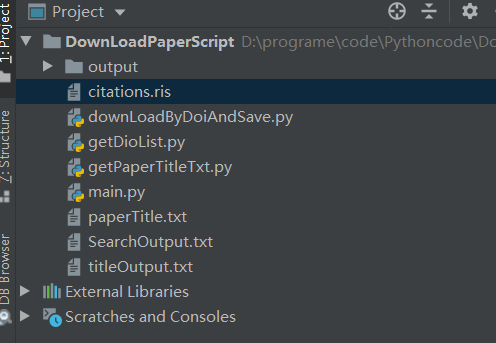 Project
1: Project
DownLoadPaperScript D:\programe\code\Pythoncode\Do
output
citations.ris
downLoadByDoiAndSave.py
getDioList.py
getPaperTitleTxt.py
main.py
paperTitle.txt
SearchOutput.txt
titleOutput.txt
External Libraries
Scratches and Consoles
7: Structure
DB Browser